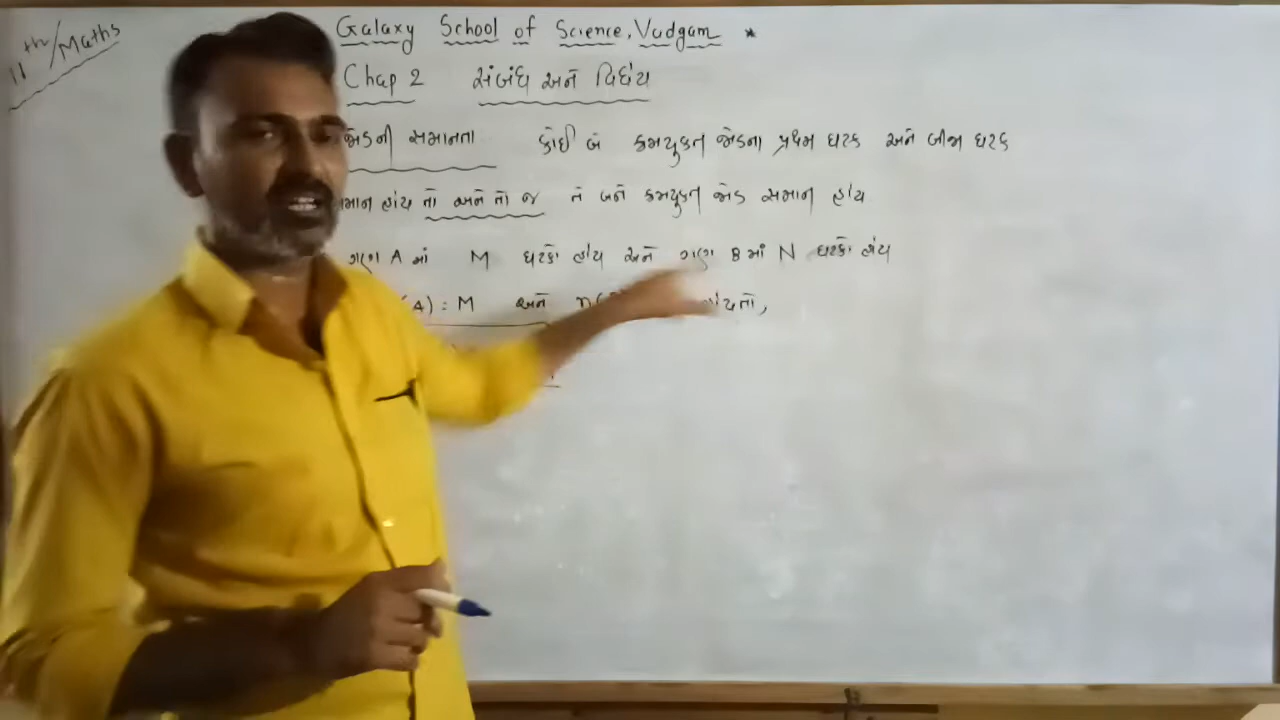 11th/Maths
Galaxy School of Science, Vadgam *
Chap 2 સંબંધ અને વિધેય
જોડની સમાનતા કોઈ બે ક્રમયુક્ત જોડના પ્રથમ ઘટક અને બીજા ઘટક
હોય તો અને તો જ તે બંને ક્રમયુક્ત જોડ સમાન હોય
ગણ A માં M ઘટકો હોય અને ગણ B માં N ઘટકો હોય
(A) = M અને